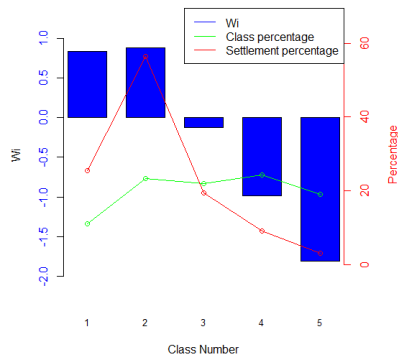 Wi
Class percentage
Settlement percentage
1.0
0.5
0.0
-0.5
-1.0
-1.5
-2.0
Wi
60
40
20
0
Percentage
1 2 3 4 5
Class Number